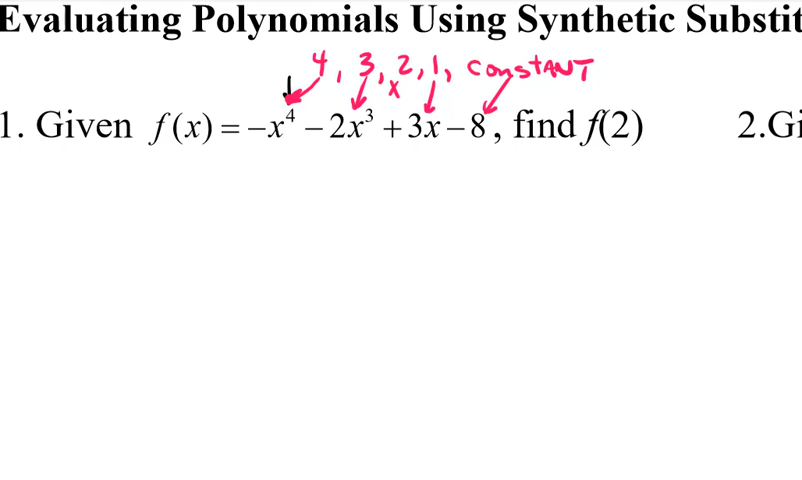 Evaluating Polynomials Using Synthetic Substit
4, 3, 2, 1, constANT
x
1. Given f(x) = −x⁴ − 2x³ + 3x − 8, find f(2) 2.Gi